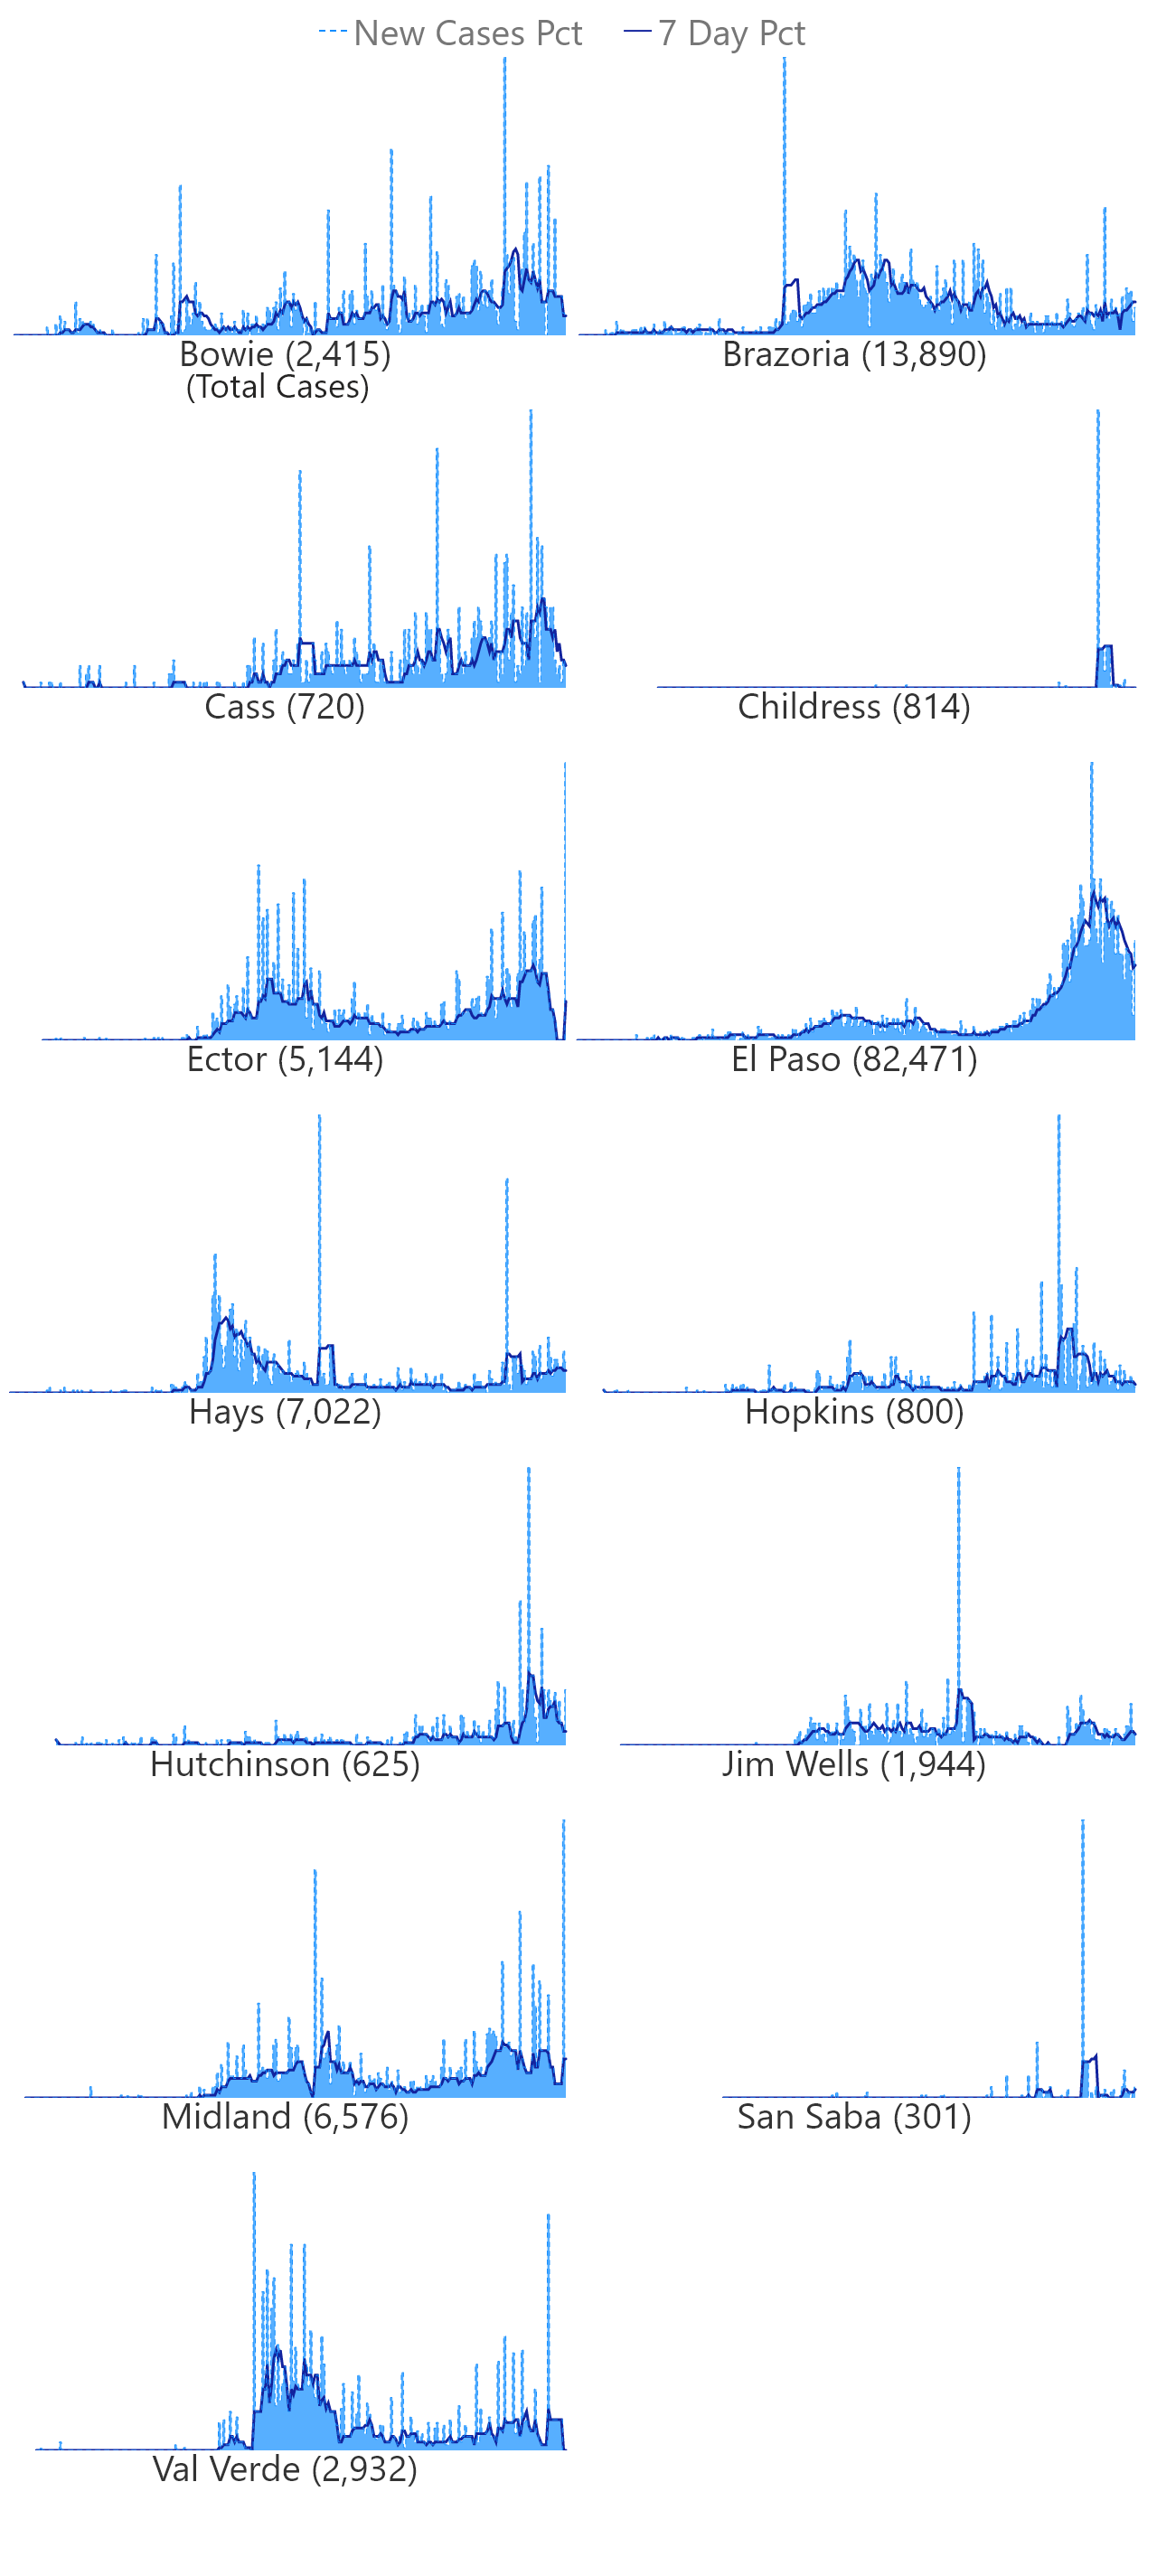 New Cases Pct 7 Day Pct
Bowie (2,415) Brazoria (13,890)
(Total Cases)
Cass (720) Childress (814)
Ector (5,144) El Paso (82,471)
Hays (7,022) Hopkins (800)
Hutchinson (625) Jim Wells (1,944)
Midland (6,576) San Saba (301)
Val Verde (2,932)